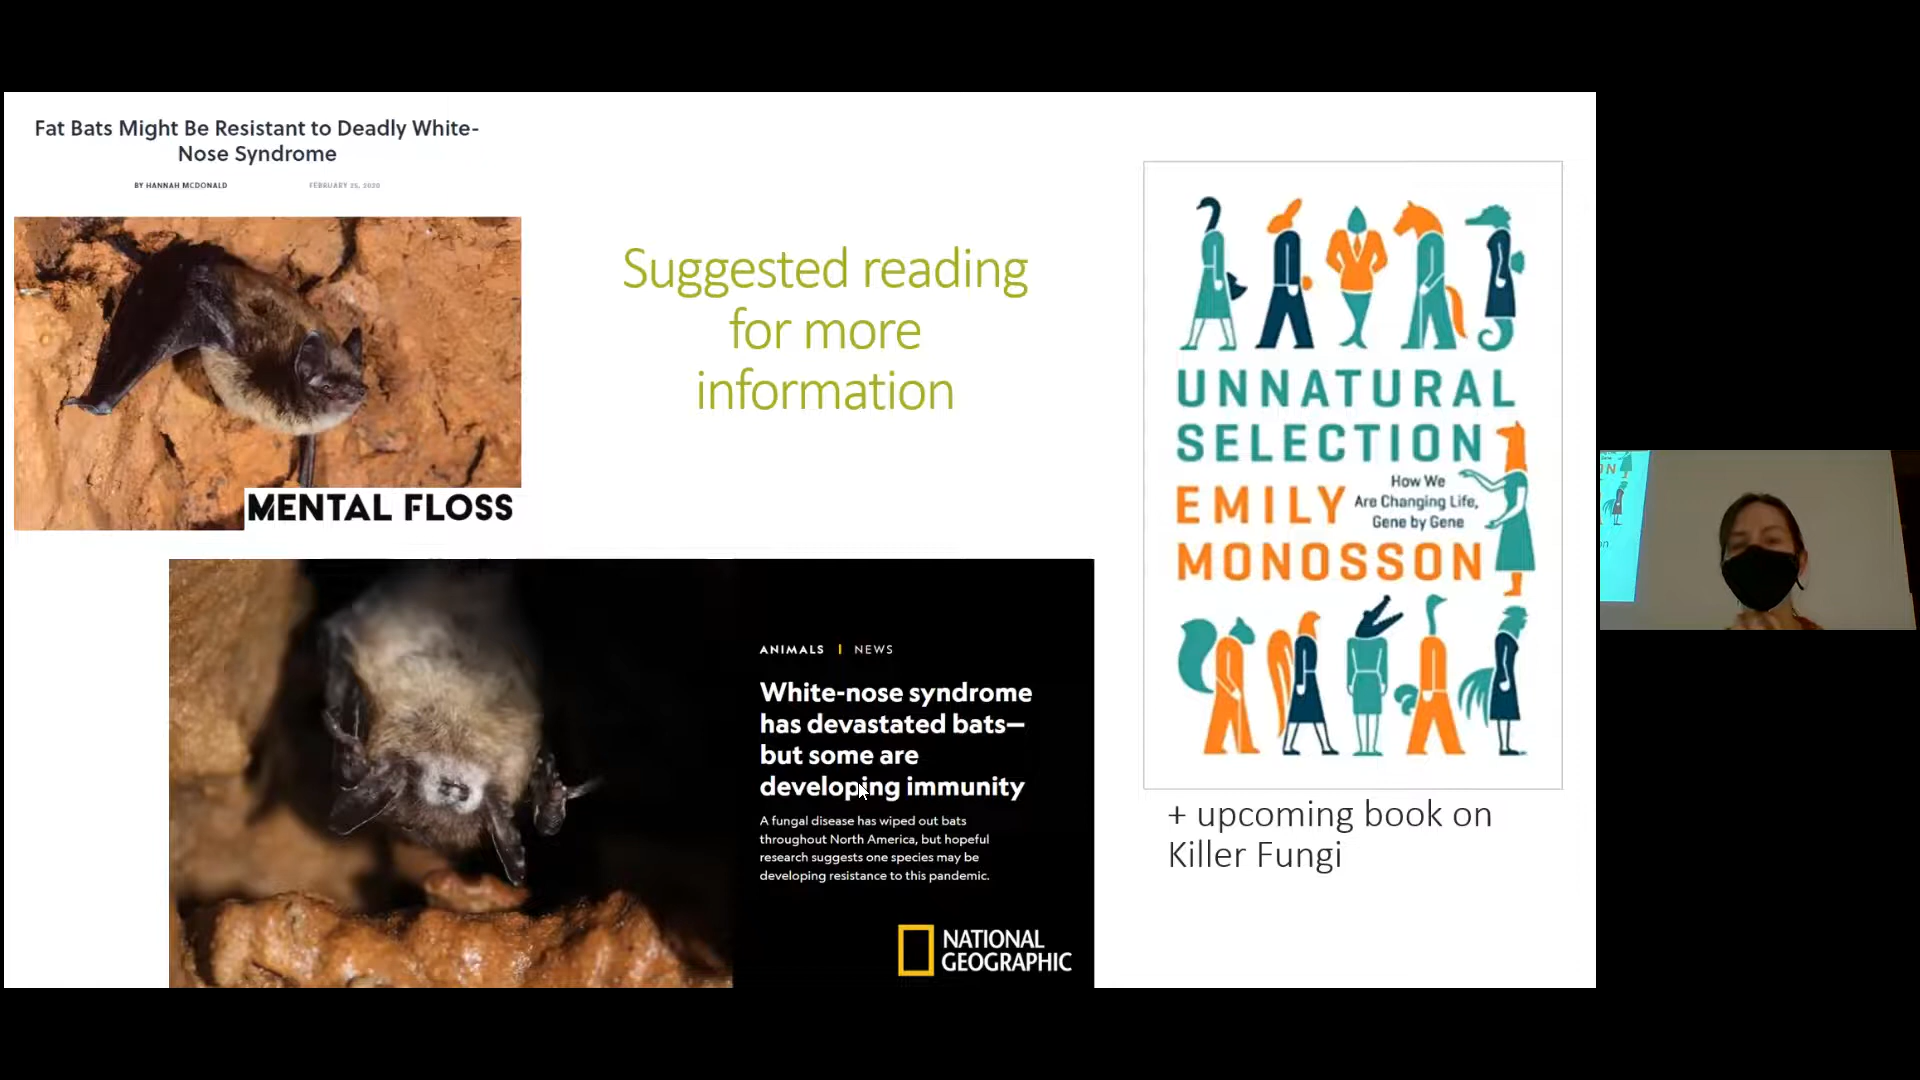 Fat Bats Might Be Resistant to Deadly White-
Nose Syndrome
BY HANNAH MCDONALD FEBRUARY 25, 2020
MENTAL FLOSS
Suggested reading
for more
information
ANIMALS | NEWS
White-nose syndrome
has devastated bats—
but some are
developing immunity
A fungal disease has wiped out bats
throughout North America, but hopeful
research suggests one species may be
developing resistance to this pandemic.
NATIONAL
GEOGRAPHIC
UNNATURAL
SELECTION
How We
Are Changing Life,
Gene by Gene
EMILY
MONOSSON
+ upcoming book on
Killer Fungi